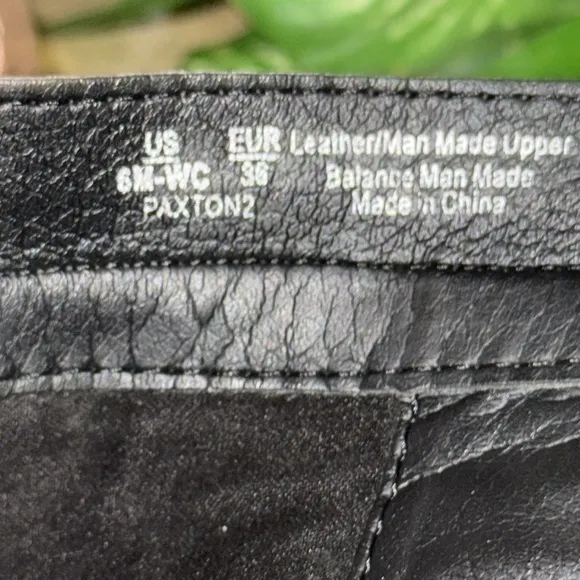 US EUR Leather/Man Made Upper
6M-WC 36 Balance Man Made
PAXTON2 Made in China